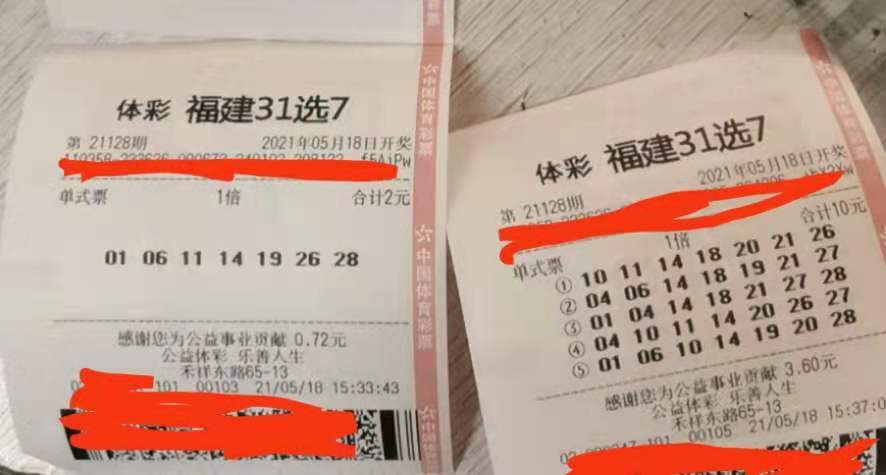 体彩 福建31选7
第 21128期 2021年05月18日开奖
f5AiPw
单式票 1倍 合计2元
01 06 11 14 19 26 28
感谢您为公益事业贡献 0.72元
公益体彩 乐善人生
禾祥东路65-13
101 00103 21/05/18 15:33:43
☆中国体育彩票
☆中国体育彩票
体彩 福建31选7
第 21128期 2021年05月18日开奖
单式票 1倍 合计10元
① 10 11 14 18 20 21 26
② 04 06 14 18 19 21 27
③ 01 04 14 18 21 27 28
④ 04 10 11 14 20 26 27
⑤ 01 06 10 14 19 20 28
感谢您为公益事业贡献 3.60元
公益体彩 乐善人生
禾祥东路65-13
101 00105 21/05/18 15:37:0